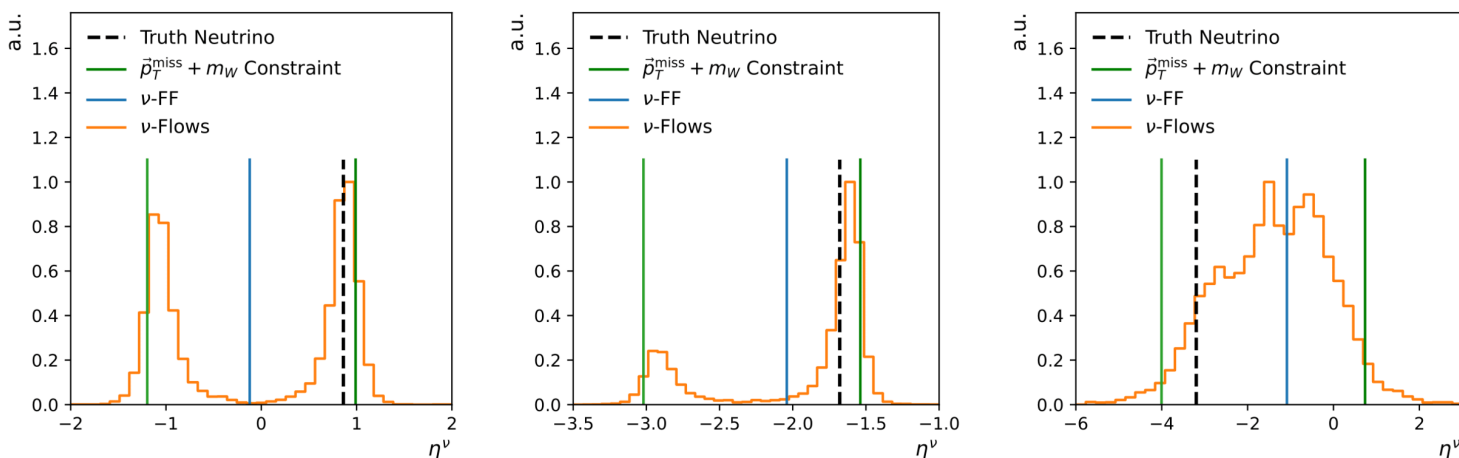 a.u.
1.6
1.4
1.2
1.0
0.8
0.6
0.4
0.2
0.0
Truth Neutrino
p⃗_T^miss + m_W Constraint
ν-FF
ν-Flows
−2 −1 0 1 2
η^ν
a.u.
1.6
1.4
1.2
1.0
0.8
0.6
0.4
0.2
0.0
Truth Neutrino
p⃗_T^miss + m_W Constraint
ν-FF
ν-Flows
−3.5 −3.0 −2.5 −2.0 −1.5 −1.0
η^ν
a.u.
1.6
1.4
1.2
1.0
0.8
0.6
0.4
0.2
0.0
Truth Neutrino
p⃗_T^miss + m_W Constraint
ν-FF
ν-Flows
−6 −4 −2 0 2
η^ν